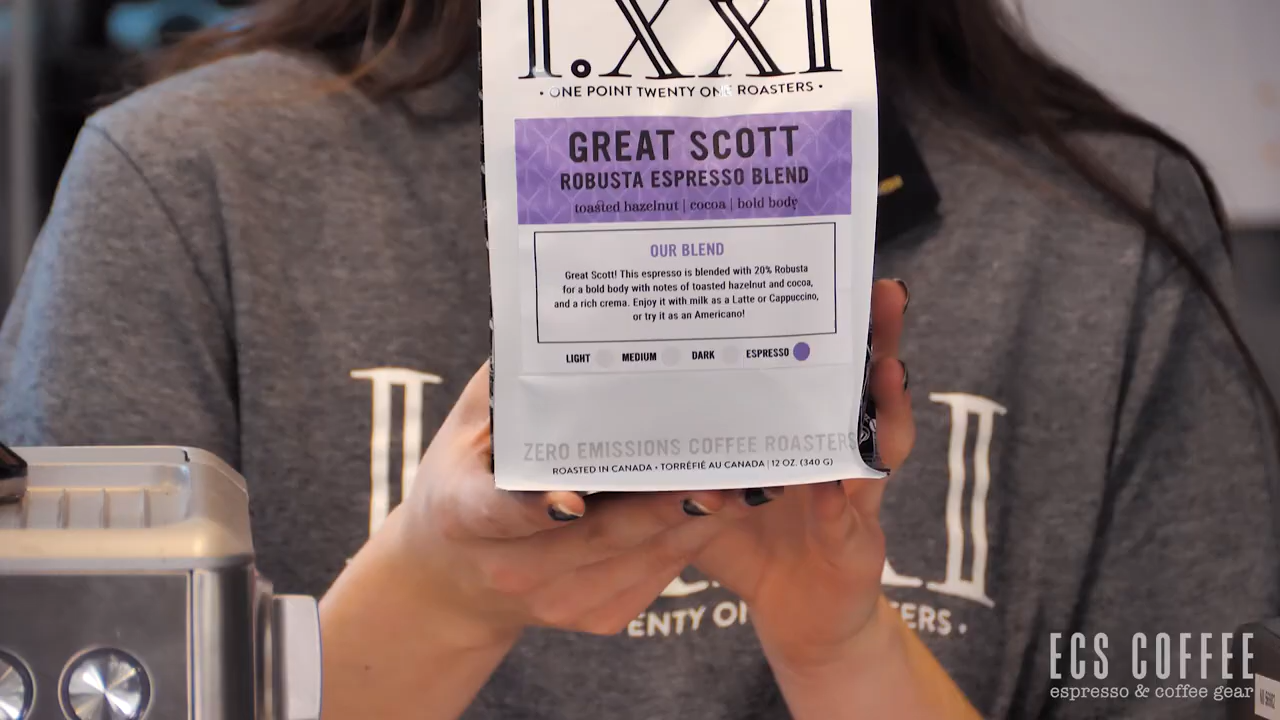 I.XXI
• ONE POINT TWENTY ONE ROASTERS •
GREAT SCOTT
ROBUSTA ESPRESSO BLEND
toasted hazelnut | cocoa | bold body
OUR BLEND
Great Scott! This espresso is blended with 20% Robusta
for a bold body with notes of toasted hazelnut and cocoa,
and a rich crema. Enjoy it with milk as a Latte or Cappuccino,
or try it as an Americano!
LIGHT MEDIUM DARK ESPRESSO
ZERO EMISSIONS COFFEE ROASTERS
ROASTED IN CANADA • TORRÉFIÉ AU CANADA | 12 OZ. (340 G)
ENTY ON ERS •
ECS COFFEE
espresso & coffee gear